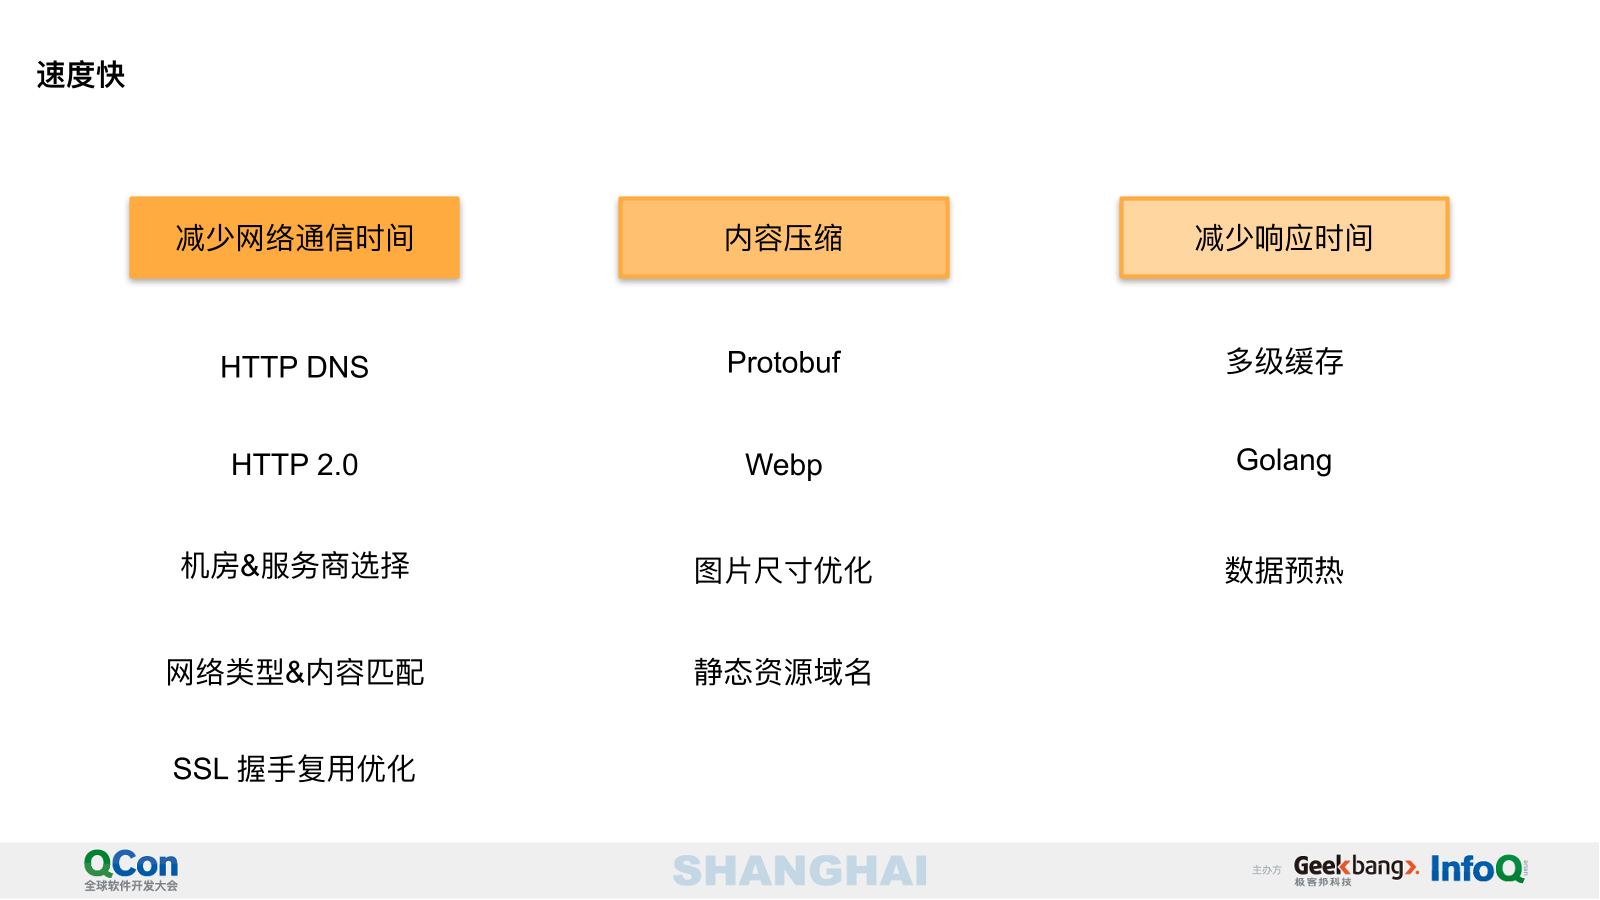 速度快
减少网络通信时间
HTTP DNS
HTTP 2.0
机房&服务商选择
网络类型&内容匹配
SSL 握手复用优化
内容压缩
Protobuf
Webp
图片尺寸优化
静态资源域名
减少响应时间
多级缓存
Golang
数据预热
QCon
全球软件开发大会
SHANGHAI
主办方
Geekbang>.
极客邦科技
InfoQ